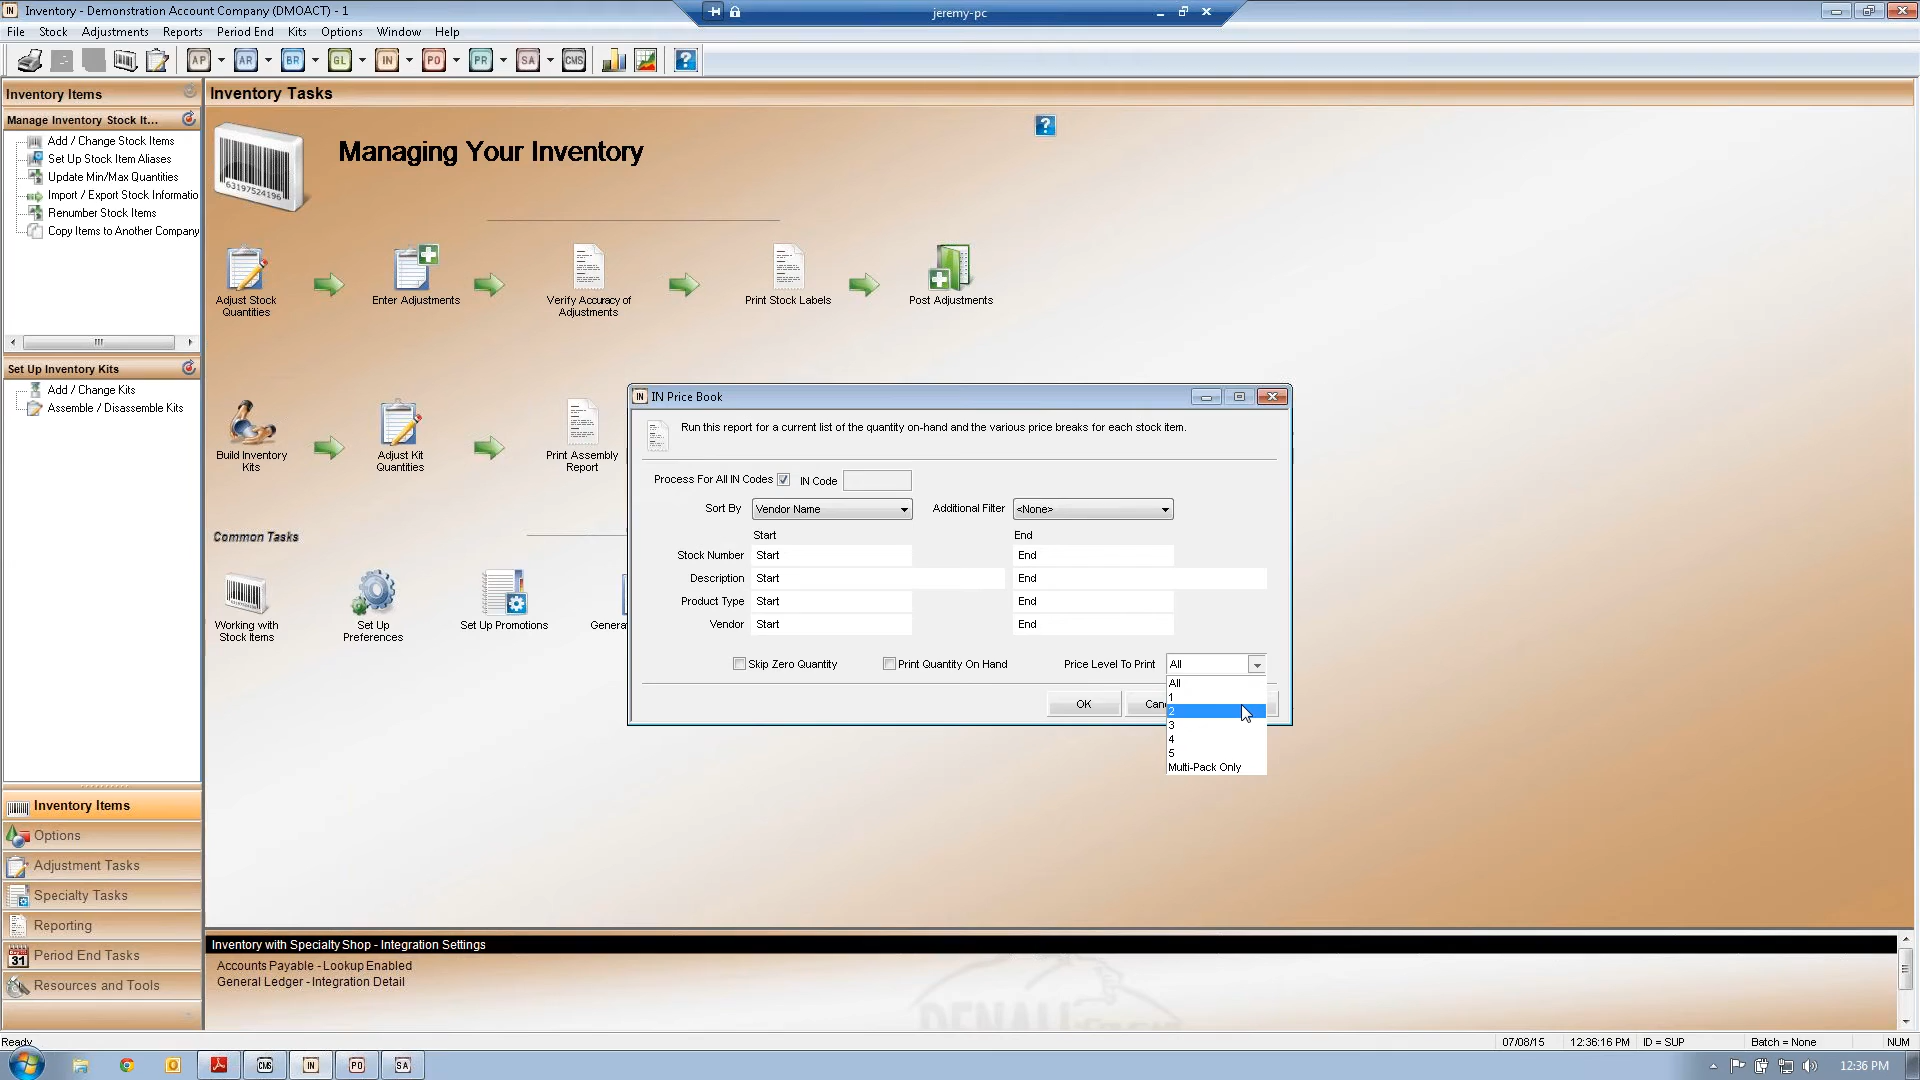 Inventory - Demonstration Account Company (DMOACT) - 1
jeremy-pc
File Stock Adjustments Reports Period End Kits Options Window Help
AP AR BR GL IN PO PR SA CMS
Inventory Items
Inventory Tasks
Manage Inventory Stock It...
Add / Change Stock Items
Set Up Stock Item Aliases
Update Min/Max Quantities
Import / Export Stock Informatio
Renumber Stock Items
Copy Items to Another Company
Set Up Inventory Kits
Add / Change Kits
Assemble / Disassemble Kits
63197524196
Managing Your Inventory
Adjust Stock
Quantities
Enter Adjustments
Verify Accuracy of
Adjustments
Print Stock Labels
Post Adjustments
Build Inventory
Kits
Adjust Kit
Quantities
Print Assembly
Report
Common Tasks
Working with
Stock Items
Set Up
Preferences
Set Up Promotions
Genera
IN Price Book
Run this report for a current list of the quantity on-hand and the various price breaks for each stock item.
Process For All IN Codes IN Code
Sort By Vendor Name Additional Filter <None>
Start End
Stock Number Start End
Description Start End
Product Type Start End
Vendor Start End
Skip Zero Quantity Print Quantity On Hand Price Level To Print All
OK Canc
All
1
2
3
4
5
Multi-Pack Only
Inventory Items
Options
Adjustment Tasks
Specialty Tasks
Reporting
31 Period End Tasks
Resources and Tools
Inventory with Specialty Shop - Integration Settings
Accounts Payable - Lookup Enabled
General Ledger - Integration Detail
DENALI
Ready
07/08/15 12:36:16 PM ID = SUP Batch = None NUM
CMS IN PO SA
12:36 PM